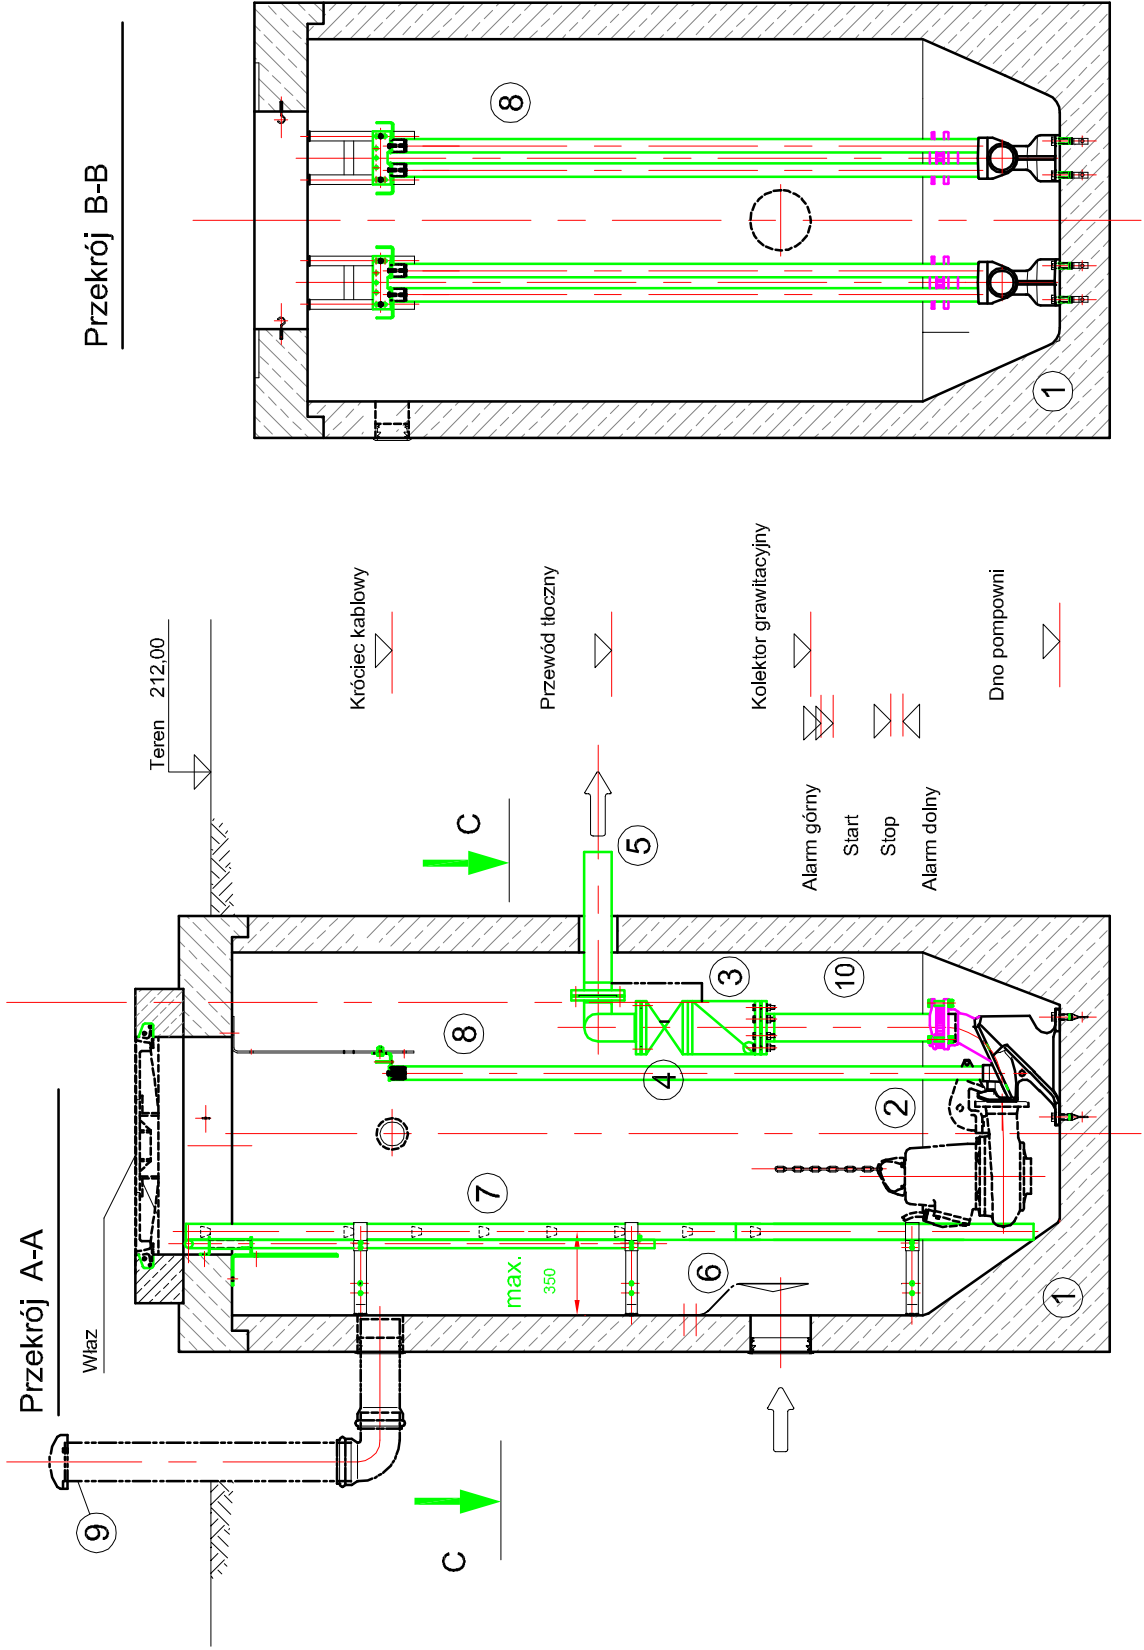 Przekrój A-A
Właz
9
7
8
6
max.
350
4
3
2
10
5
1
C
C
Teren 212,00
Króciec kablowy
Przewód tłoczny
Kolektor grawitacyjny
Alarm górny
Start
Stop
Alarm dolny
Dno pompowni
Przekrój B-B
8
1